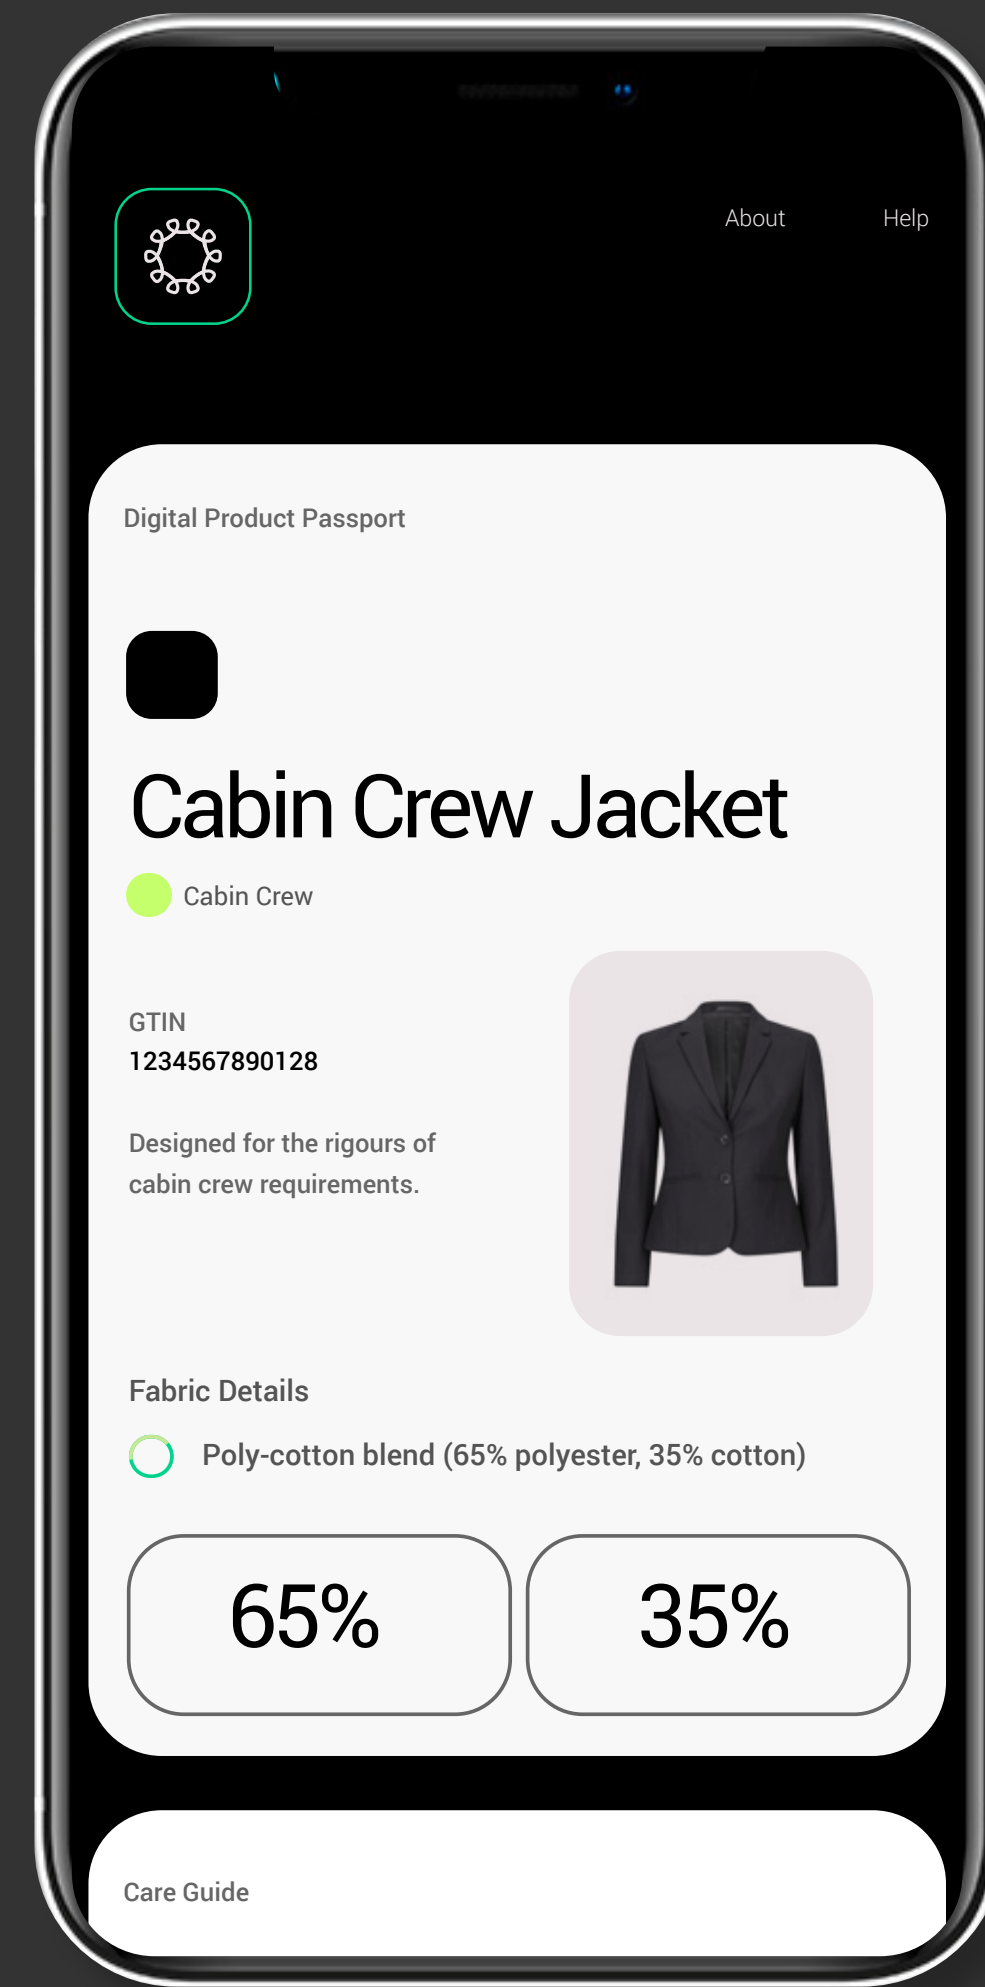 About
Help
Digital Product Passport
Cabin Crew Jacket
Cabin Crew
GTIN
1234567890128
Designed for the rigours of
cabin crew requirements.
Fabric Details
Poly-cotton blend (65% polyester, 35% cotton)
65%
35%
Care Guide